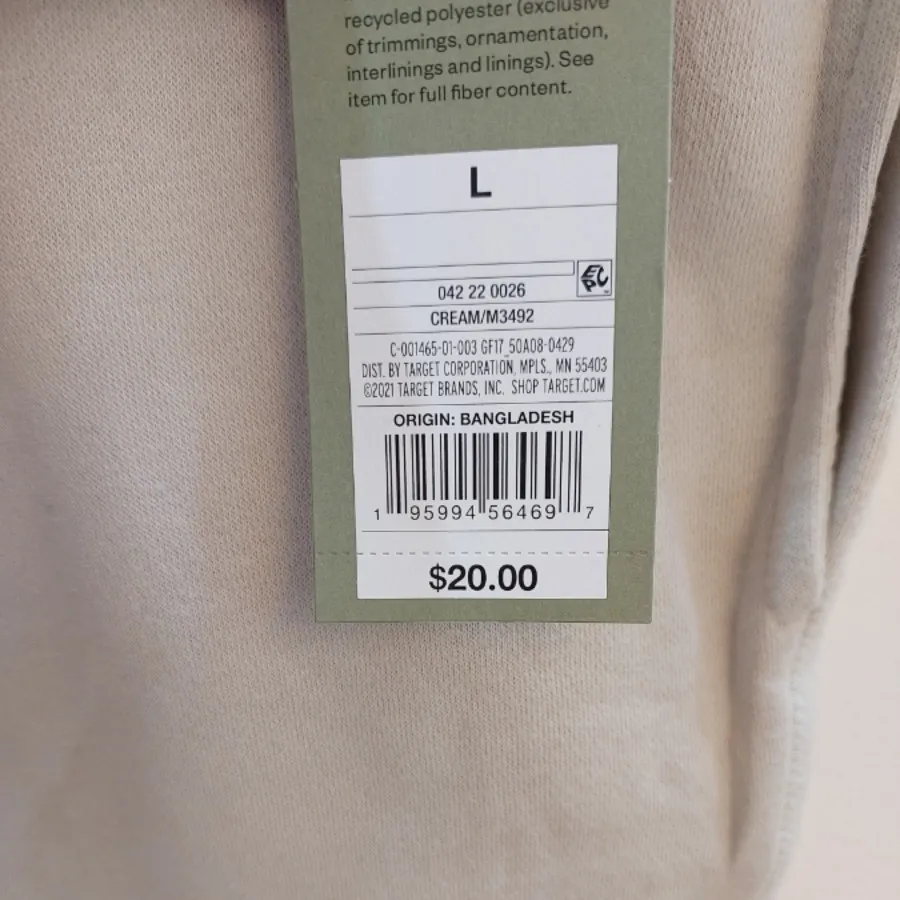 recycled polyester (exclusive
of trimmings, ornamentation,
interlinings and linings). See
item for full fiber content.
L
EPC
042 22 0026
CREAM/M3492
C-001465-01-003 GF17_50A08-0429
DIST. BY TARGET CORPORATION, MPLS., MN 55403
©2021 TARGET BRANDS, INC. SHOP TARGET.COM
ORIGIN: BANGLADESH
1 95994 56469 7
$20.00